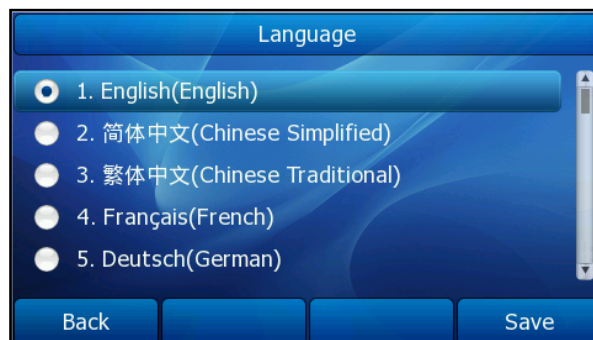 Language
1. English(English)
2. 简体中文(Chinese Simplified)
3. 繁体中文(Chinese Traditional)
4. Français(French)
5. Deutsch(German)
Back Save